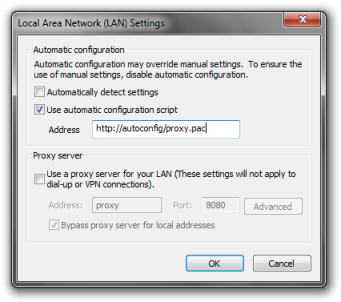 Local Area Network (LAN) Settings
Automatic configuration
Automatic configuration may override manual settings. To ensure the
use of manual settings, disable automatic configuration.
Automatically detect settings
Use automatic configuration script
Address http://autoconfig/proxy.pac
Proxy server
Use a proxy server for your LAN (These settings will not apply to
dial-up or VPN connections).
Address: proxy Port: 8080 Advanced
Bypass proxy server for local addresses
OK Cancel